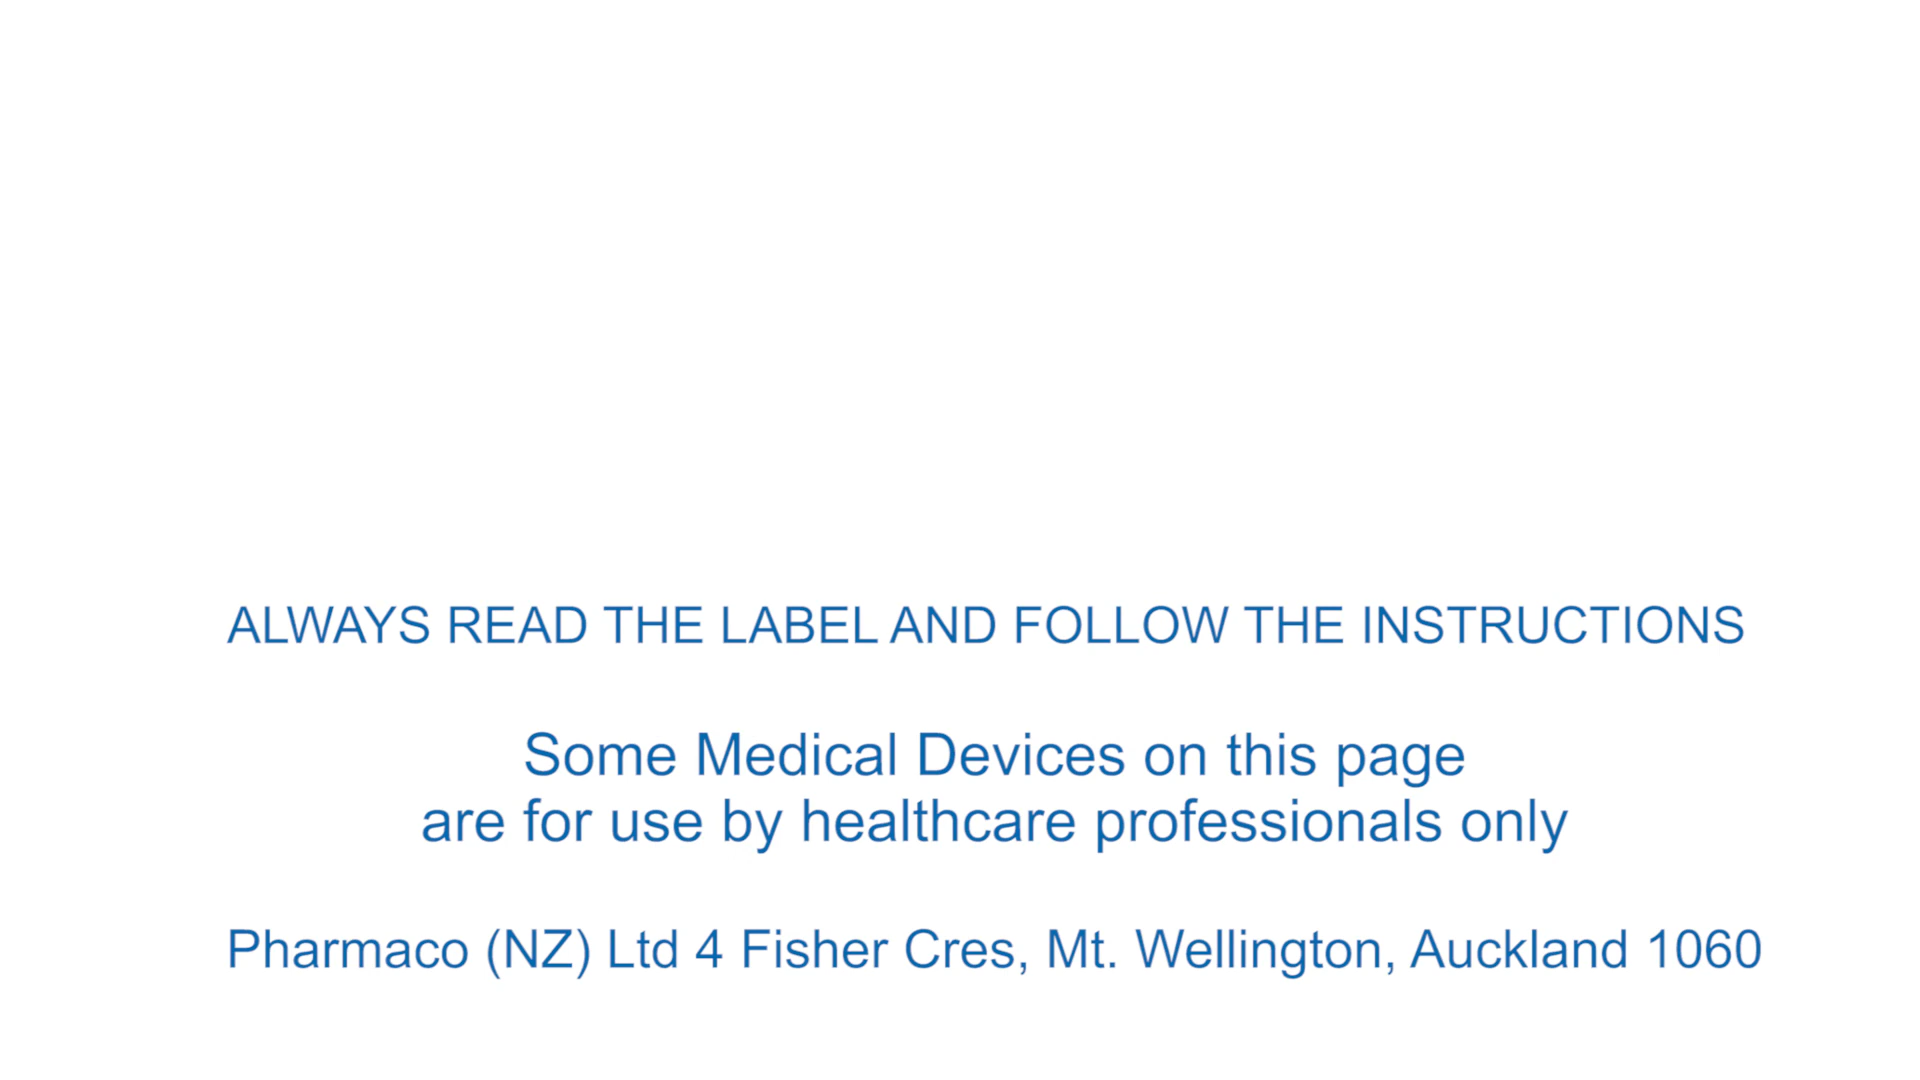 ALWAYS READ THE LABEL AND FOLLOW THE INSTRUCTIONS
Some Medical Devices on this page
are for use by healthcare professionals only
Pharmaco (NZ) Ltd 4 Fisher Cres, Mt. Wellington, Auckland 1060